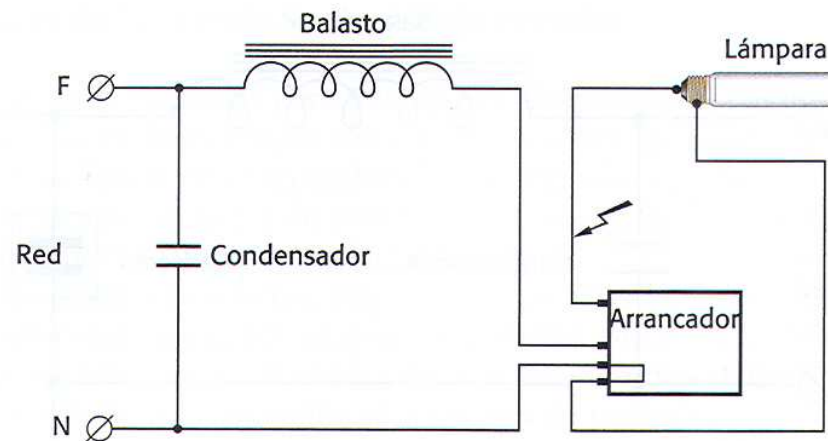 Balasto
Lámpara
F
Red
Condensador
Arrancador
N